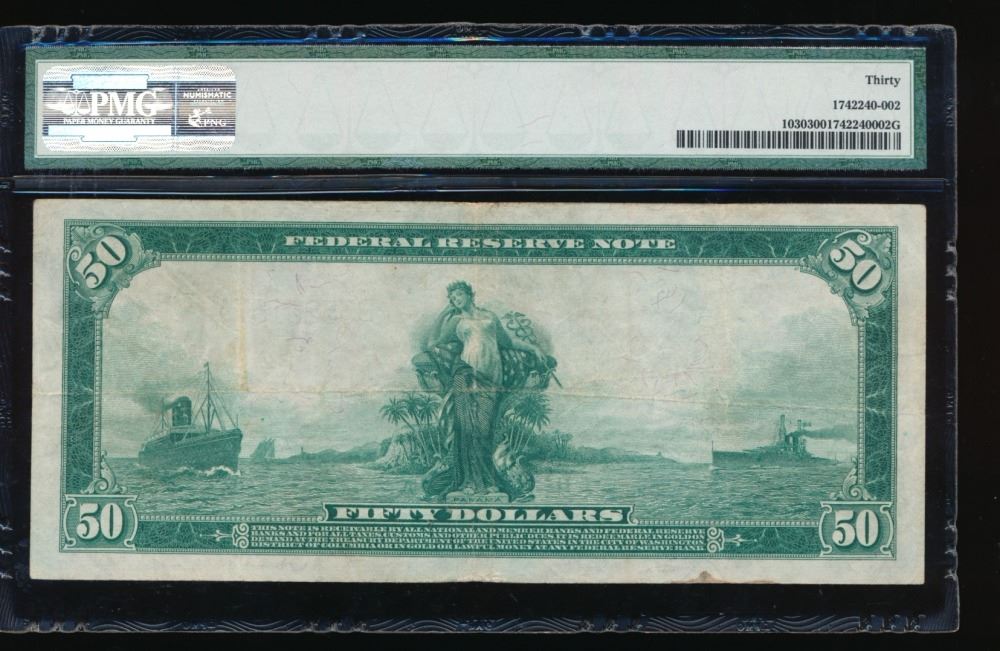 PMG
PAPER MONEY GUARANTY
NUMISMATIC
PNG
Thirty
1742240-002
10303001742240002G
50
FEDERAL RESERVE NOTE
50
PANAMA
50
FIFTY DOLLARS
50
THIS NOTE IS RECEIVABLE BY ALL NATIONAL AND MEMBER BANKS AND FEDERAL RESERVE
BANKS AND FOR ALL TAXES, CUSTOMS AND OTHER PUBLIC DUES. IT IS REDEEMABLE IN GOLD ON
DEMAND AT THE TREASURY DEPARTMENT OF THE UNITED STATES IN THE CITY OF WASHINGTON
DISTRICT OF COLUMBIA OR IN GOLD OR LAWFUL MONEY AT ANY FEDERAL RESERVE BANK